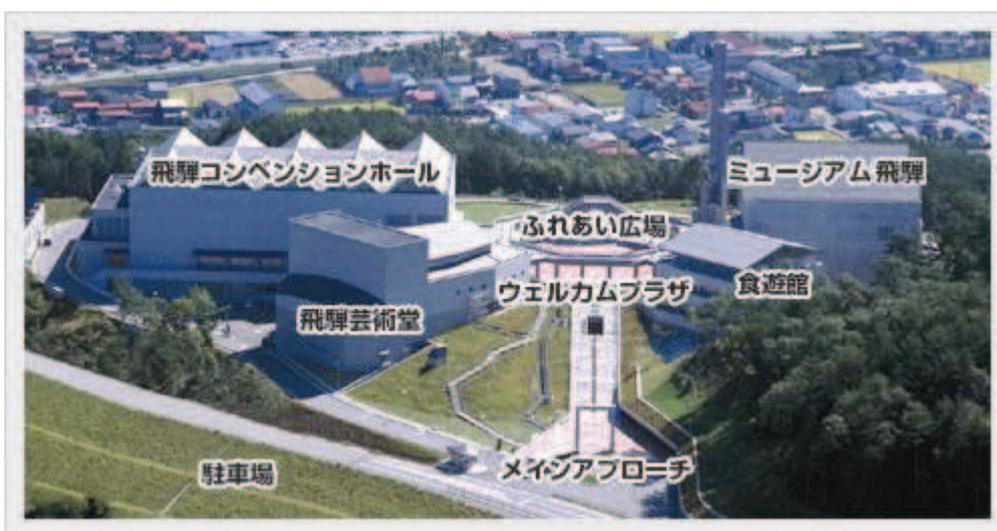 飛騨コンベンションホール
ミュージアム飛騨
ふれあい広場
ウェルカムプラザ
食遊館
飛騨芸術堂
メインアプローチ
駐車場